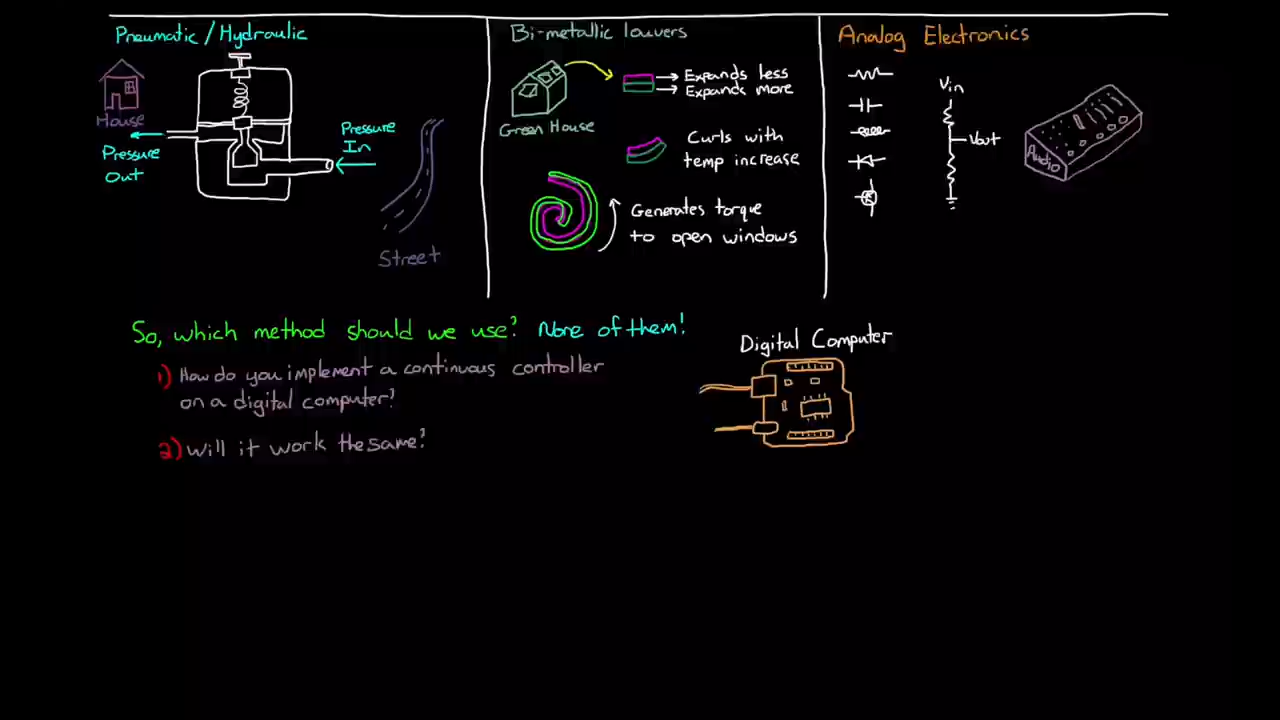 Pneumatic / Hydraulic
House
Pressure
Out
Pressure
In
Street
Bi-metallic louvers
Green House
Expands less
Expands more
Curls with
temp increase
Generates torque
to open windows
Analog Electronics
Vin
Vout
Audio
So, which method should we use? None of them!
1) How do you implement a continuous controller
on a digital computer?
2) Will it work the same?
Digital Computer